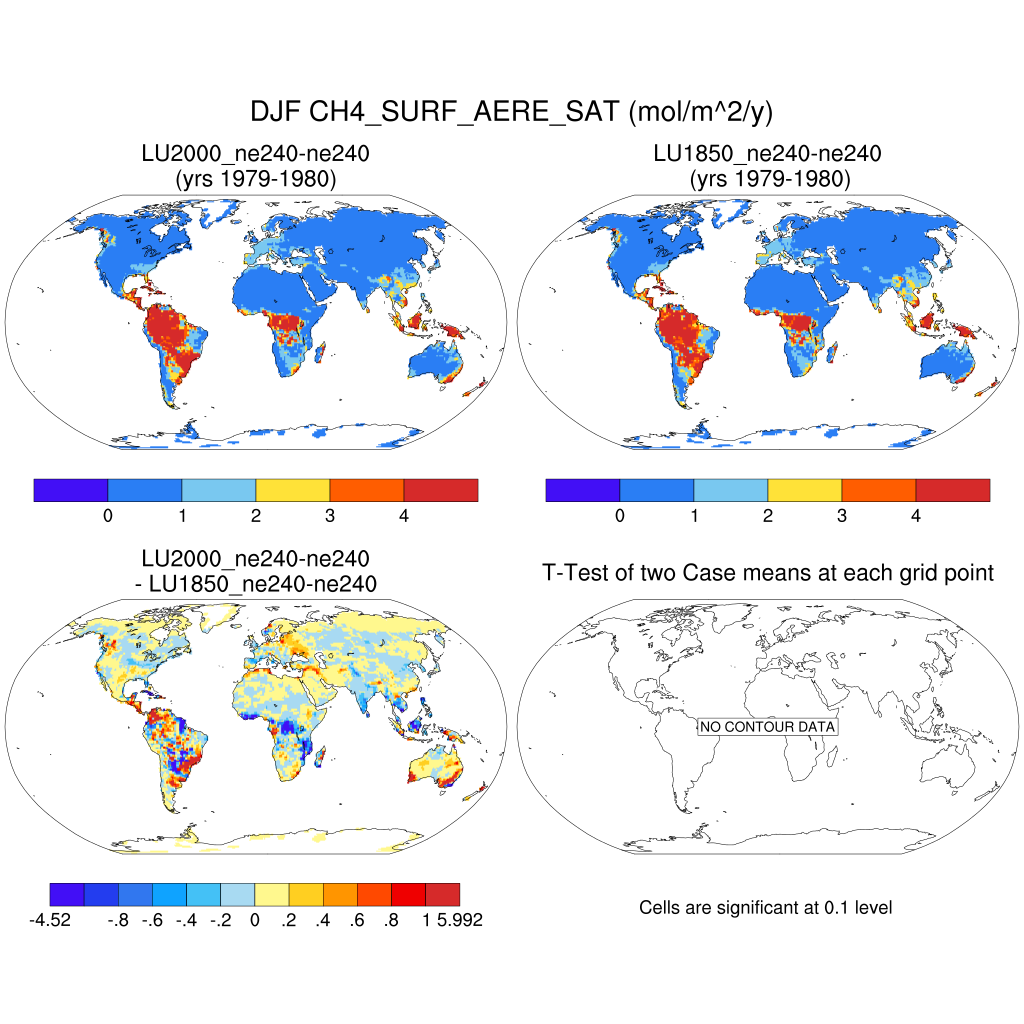 DJF CH4_SURF_AERE_SAT (mol/m^2/y)
LU2000_ne240-ne240
(yrs 1979-1980)
LU1850_ne240-ne240
(yrs 1979-1980)
0 1 2 3 4
0 1 2 3 4
LU2000_ne240-ne240
- LU1850_ne240-ne240
T-Test of two Case means at each grid point
NO CONTOUR DATA
-4.52 -.8 -.6 -.4 -.2 0 .2 .4 .6 .8 1 5.992
Cells are significant at 0.1 level